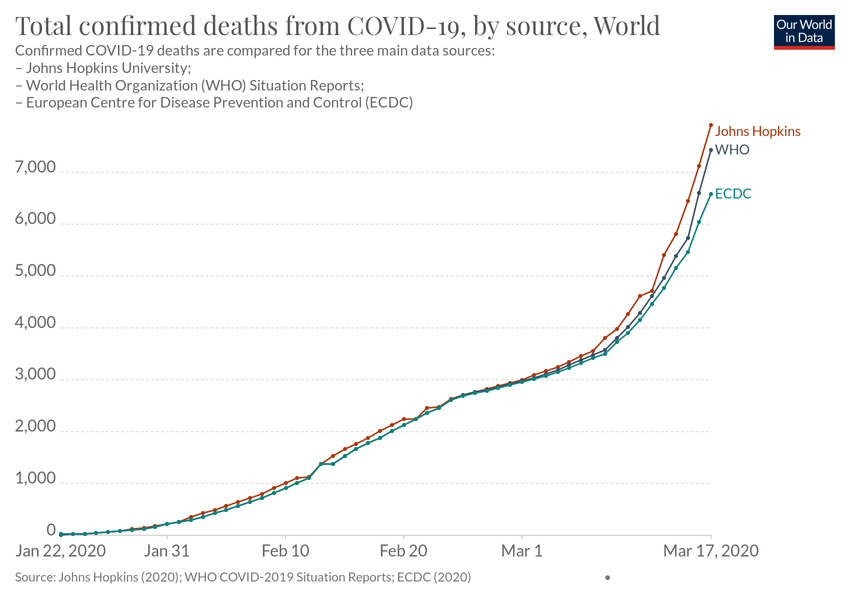 Total confirmed deaths from COVID-19, by source, World
Our World
in Data
Confirmed COVID-19 deaths are compared for the three main data sources:
– Johns Hopkins University;
– World Health Organization (WHO) Situation Reports;
– European Centre for Disease Prevention and Control (ECDC)
Johns Hopkins
WHO
7,000
ECDC
6,000
5,000
4,000
3,000
2,000
1,000
0
Jan 22, 2020 Jan 31 Feb 10 Feb 20 Mar 1 Mar 17, 2020
Source: Johns Hopkins (2020); WHO COVID-2019 Situation Reports; ECDC (2020) •